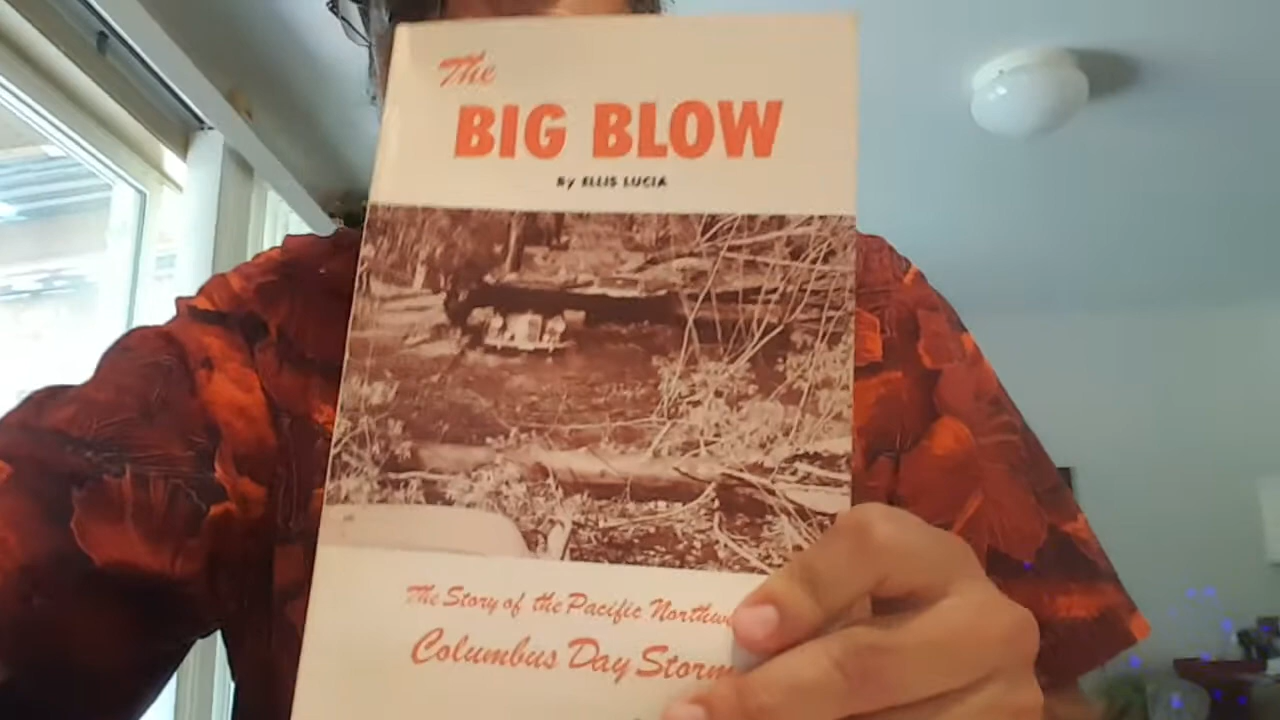 The
BIG BLOW
By ELLIS LUCIA
The Story of the Pacific Northw
Columbus Day Storm